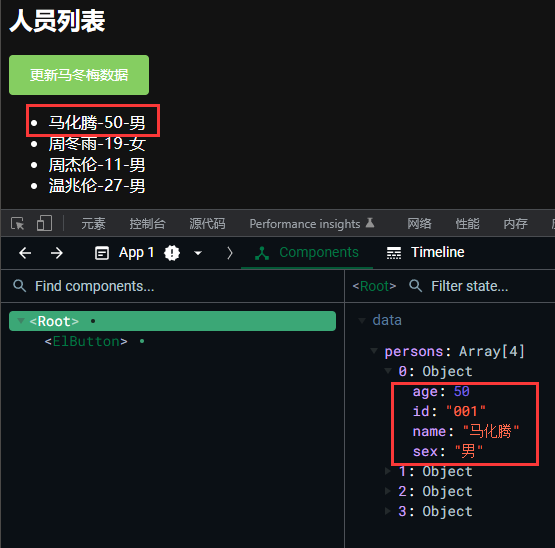 人员列表
更新马冬梅数据
马化腾-50-男
周冬雨-19-女
周杰伦-11-男
温兆伦-27-男
元素 控制台 源代码 Performance insights 网络 性能 内存
App 1 Components Timeline
Find components... <Root> Filter state...
<Root>
<ElButton>
data
persons: Array[4]
0: Object
age: 50
id: "001"
name: "马化腾"
sex: "男"
1: Object
2: Object
3: Object